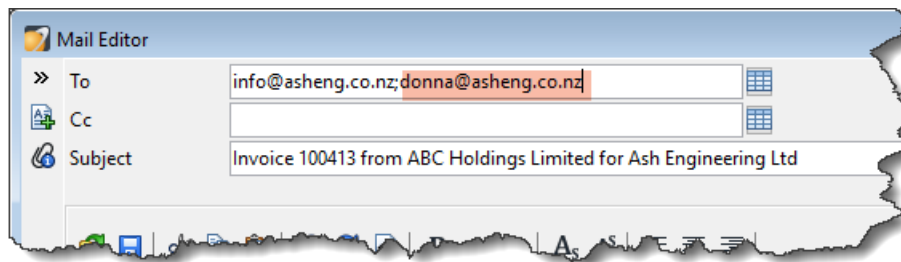 Mail Editor
To info@asheng.co.nz;donna@asheng.co.nz
Cc
Subject Invoice 100413 from ABC Holdings Limited for Ash Engineering Ltd